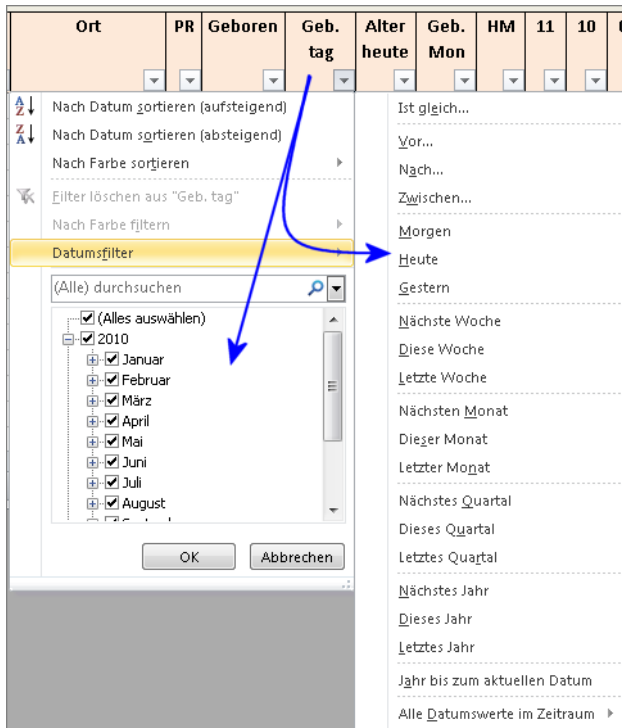 Ort PR Geboren Geb. tag Alter heute Geb. Mon HM 11 10
Nach Datum sortieren (aufsteigend)
Nach Datum sortieren (absteigend)
Nach Farbe sortieren
Filter löschen aus "Geb. tag"
Nach Farbe filtern
Datumsfilter
(Alle) durchsuchen
(Alles auswählen)
2010
Januar
Februar
März
April
Mai
Juni
Juli
August
OK Abbrechen
Ist gleich...
Vor...
Nach...
Zwischen...
Morgen
Heute
Gestern
Nächste Woche
Diese Woche
Letzte Woche
Nächsten Monat
Dieser Monat
Letzter Monat
Nächstes Quartal
Dieses Quartal
Letztes Quartal
Nächstes Jahr
Dieses Jahr
Letztes Jahr
Jahr bis zum aktuellen Datum
Alle Datumswerte im Zeitraum